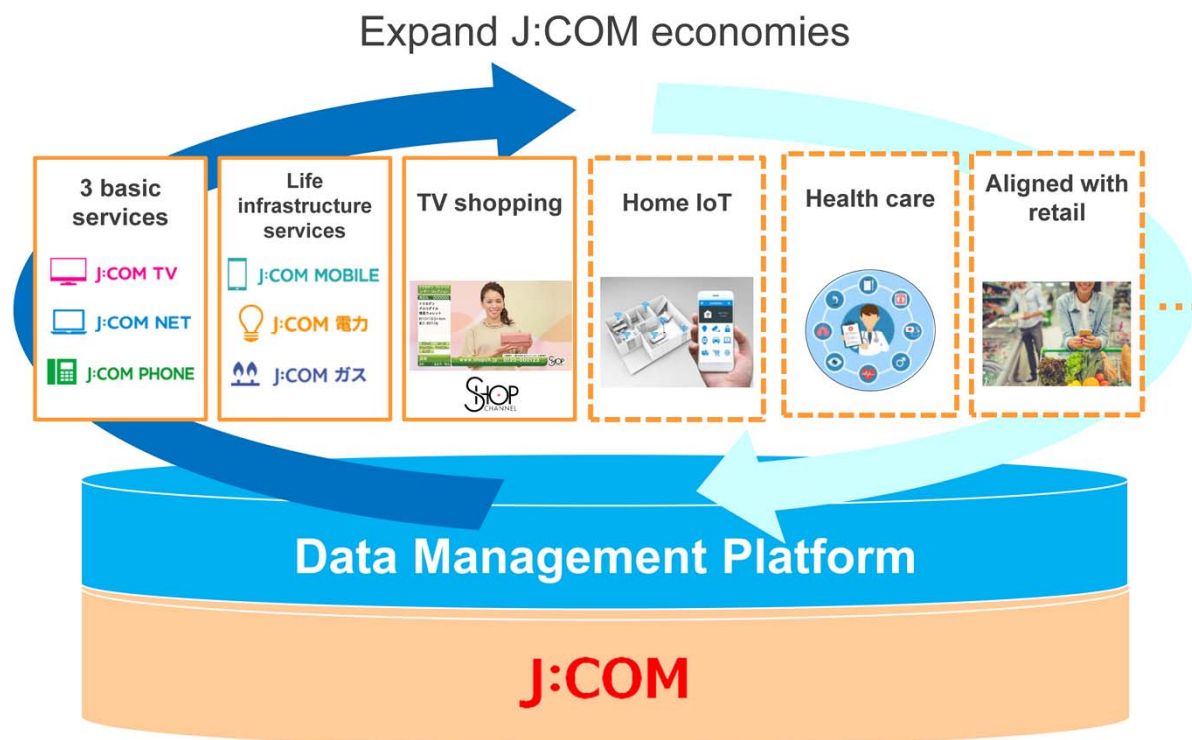 Expand J:COM economies
3 basic
services
J:COM TV
J:COM NET
J:COM PHONE
Life
infrastructure
services
J:COM MOBILE
J:COM 電力
J:COM ガス
TV shopping
SHOP
CHANNEL
Home IoT
Health care
Aligned with
retail
...
Data Management Platform
J:COM